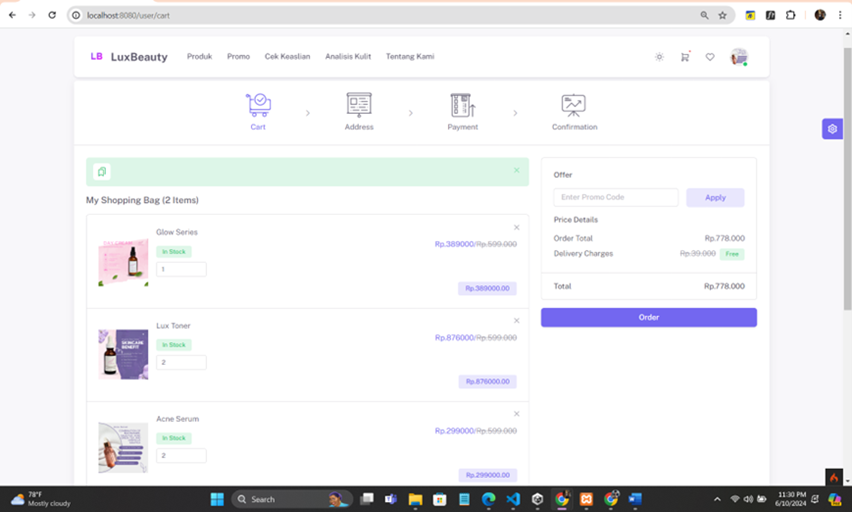 localhost:8080/user/cart
LB LuxBeauty Produk Promo Cek Keaslian Analisis Kulit Tentang Kami
Cart Address Payment Confirmation
My Shopping Bag (2 Items)
Glow Series
In Stock
1
Rp.389000/Rp.599.000
Rp.389000.00
Lux Toner
In Stock
2
Rp.876000/Rp.599.000
Rp.876000.00
SKINCARE
BENEFIT
Acne Serum
In Stock
2
Rp.299000/Rp.599.000
Rp.299000.00
Offer
Enter Promo Code Apply
Price Details
Order Total Rp.778.000
Delivery Charges Rp.39.000 Free
Total Rp.778.000
Order
78°F
Mostly cloudy
Search
11:30 PM
6/10/2024